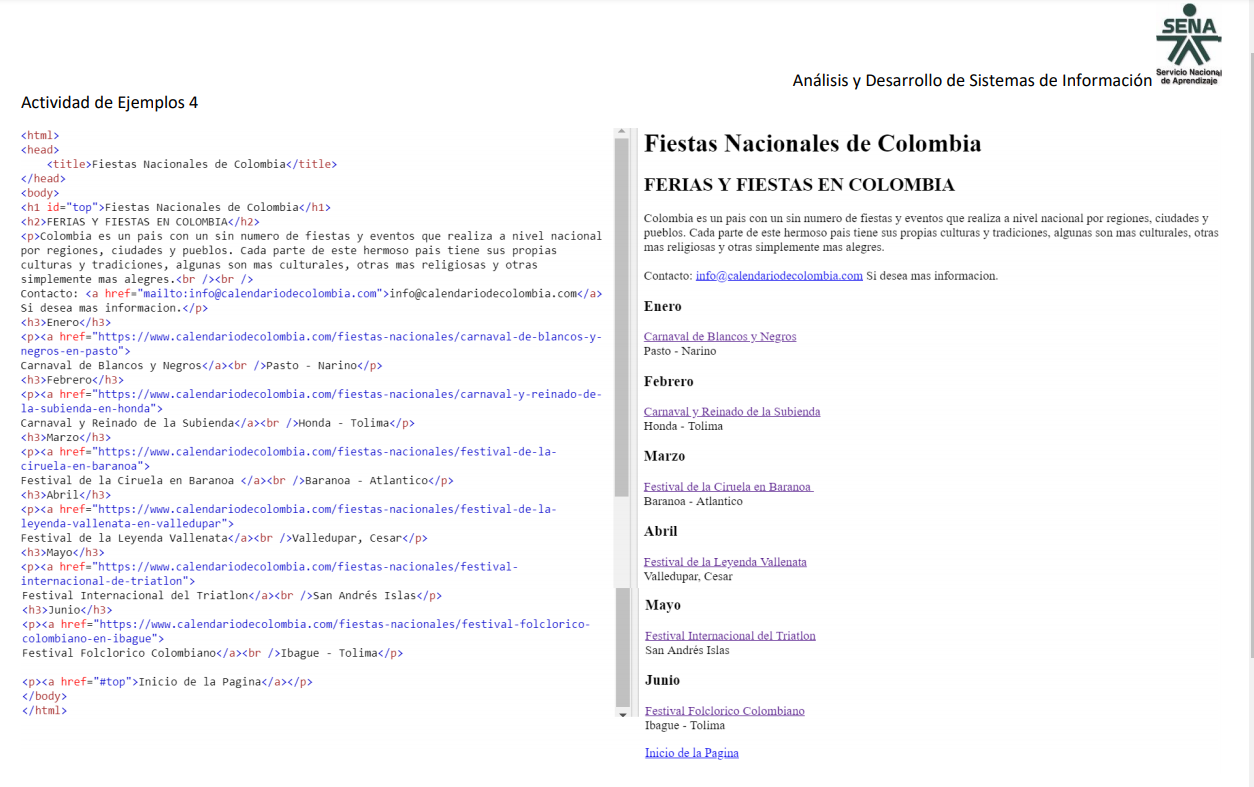 SENA
Servicio Nacional
de Aprendizaje
Análisis y Desarrollo de Sistemas de Información
Actividad de Ejemplos 4
<html>
<head>
    <title>Fiestas Nacionales de Colombia</title>
</head>
<body>
<h1 id="top">Fiestas Nacionales de Colombia</h1>
<h2>FERIAS Y FIESTAS EN COLOMBIA</h2>
<p>Colombia es un pais con un sin numero de fiestas y eventos que realiza a nivel nacional
por regiones, ciudades y pueblos. Cada parte de este hermoso pais tiene sus propias
culturas y tradiciones, algunas son mas culturales, otras mas religiosas y otras
simplemente mas alegres.<br /><br />
Contacto: <a href="mailto:info@calendariodecolombia.com">info@calendariodecolombia.com</a>
Si desea mas informacion.</p>
<h3>Enero</h3>
<p><a href="https://www.calendariodecolombia.com/fiestas-nacionales/carnaval-de-blancos-y-
negros-en-pasto">
Carnaval de Blancos y Negros</a><br />Pasto - Narino</p>
<h3>Febrero</h3>
<p><a href="https://www.calendariodecolombia.com/fiestas-nacionales/carnaval-y-reinado-de-
la-subienda-en-honda">
Carnaval y Reinado de la Subienda</a><br />Honda - Tolima</p>
<h3>Marzo</h3>
<p><a href="https://www.calendariodecolombia.com/fiestas-nacionales/festival-de-la-
ciruela-en-baranoa">
Festival de la Ciruela en Baranoa </a><br />Baranoa - Atlantico</p>
<h3>Abril</h3>
<p><a href="https://www.calendariodecolombia.com/fiestas-nacionales/festival-de-la-
leyenda-vallenata-en-valledupar">
Festival de la Leyenda Vallenata</a><br />Valledupar, Cesar</p>
<h3>Mayo</h3>
<p><a href="https://www.calendariodecolombia.com/fiestas-nacionales/festival-
internacional-de-triatlon">
Festival Internacional del Triatlon</a><br />San Andrés Islas</p>
<h3>Junio</h3>
<p><a href="https://www.calendariodecolombia.com/fiestas-nacionales/festival-folclorico-
colombiano-en-ibague">
Festival Folclorico Colombiano</a><br />Ibague - Tolima</p>
<p><a href="#top">Inicio de la Pagina</a></p>
</body>
</html>
Fiestas Nacionales de Colombia
FERIAS Y FIESTAS EN COLOMBIA
Colombia es un pais con un sin numero de fiestas y eventos que realiza a nivel nacional por regiones, ciudades y
pueblos. Cada parte de este hermoso pais tiene sus propias culturas y tradiciones, algunas son mas culturales, otras
mas religiosas y otras simplemente mas alegres.
Contacto: info@calendariodecolombia.com Si desea mas informacion.
Enero
Carnaval de Blancos y Negros
Pasto - Narino
Febrero
Carnaval y Reinado de la Subienda
Honda - Tolima
Marzo
Festival de la Ciruela en Baranoa
Baranoa - Atlantico
Abril
Festival de la Leyenda Vallenata
Valledupar, Cesar
Mayo
Festival Internacional del Triatlon
San Andrés Islas
Junio
Festival Folclorico Colombiano
Ibague - Tolima
Inicio de la Pagina